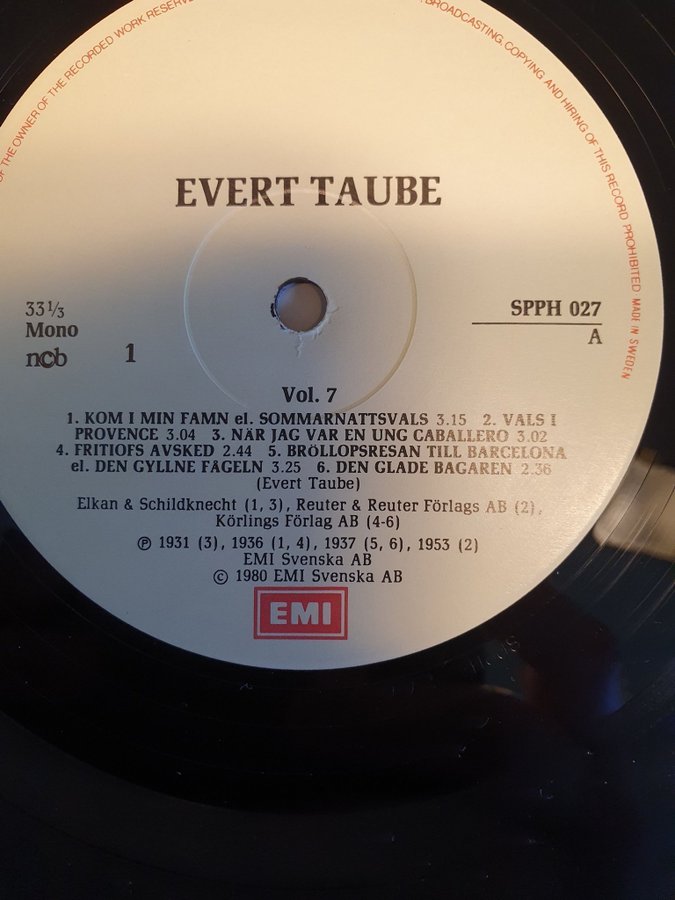 OF THE OWNER OF THE RECORDED WORK RESERVE
BROADCASTING, COPYING AND HIRING OF THIS RECORD PROHIBITED MADE IN SWEDEN
EVERT TAUBE
33 1/3
Mono
ncb 1
SPPH 027
A
Vol. 7
1. KOM I MIN FAMN el. SOMMARNATTSVALS 3.15 2. VALS I
PROVENCE 3.04 3. NÄR JAG VAR EN UNG CABALLERO 3.02
4. FRITIOFS AVSKED 2.44 5. BRÖLLOPSRESAN TILL BARCELONA
el. DEN GYLLNE FÅGELN 3.25 6. DEN GLADE BAGAREN 2.36
(Evert Taube)
Elkan & Schildknecht (1, 3), Reuter & Reuter Förlags AB (2),
Körlings Förlag AB (4-6)
℗ 1931 (3), 1936 (1, 4), 1937 (5, 6), 1953 (2)
EMI Svenska AB
© 1980 EMI Svenska AB
EMI